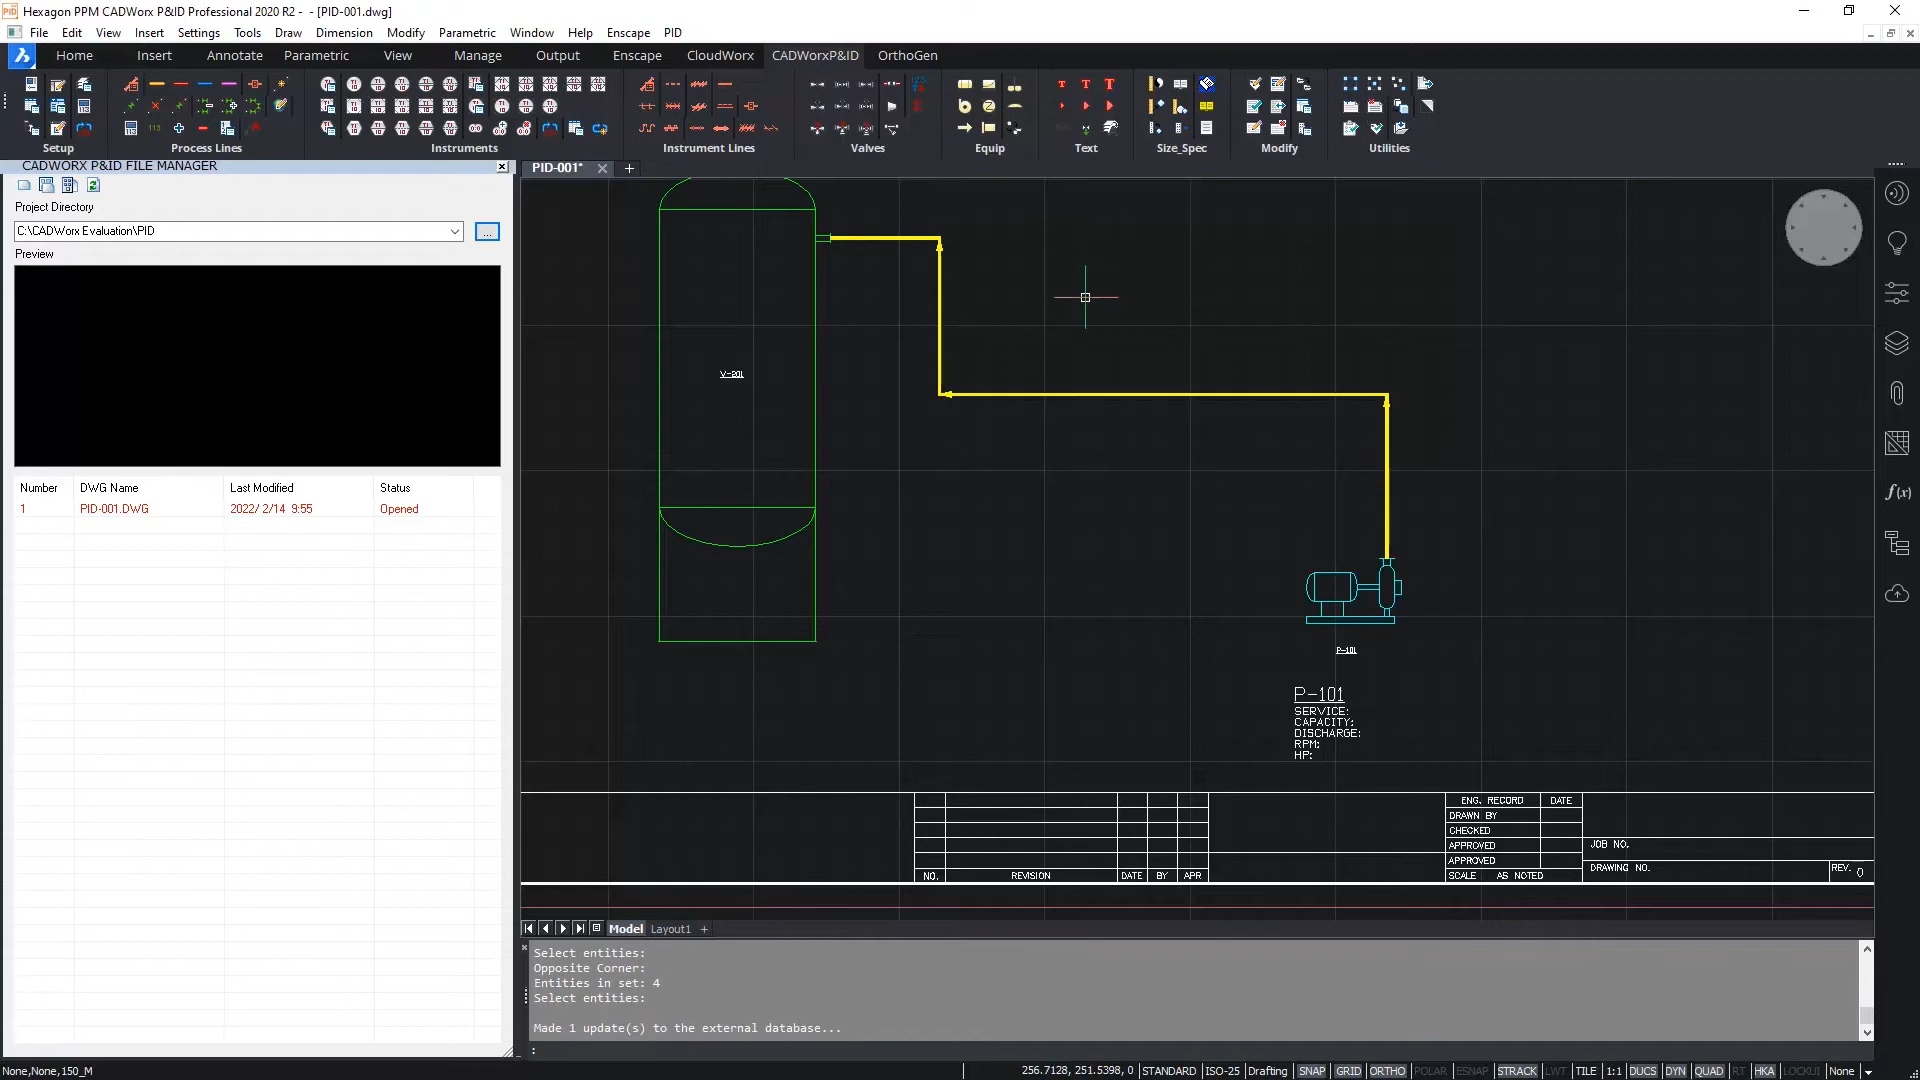 Hexagon PPM CADWorx P&ID Professional 2020 R2 - - [PID-001.dwg]
File Edit View Insert Settings Tools Draw Dimension Modify Parametric Window Help Enscape PID
Home Insert Annotate Parametric View Manage Output Enscape CloudWorx CADWorxP&ID OrthoGen
Setup Process Lines Instruments Instrument Lines Valves Equip Text Size_Spec Modify Utilities
CADWORX P&ID FILE MANAGER
PID-001*
Project Directory
C:\CADWorx Evaluation\PID
...
Preview
Number DWG Name Last Modified Status
1 PID-001.DWG 2022/ 2/14 9:55 Opened
V-201
P-101
P-101
SERVICE:
CAPACITY:
DISCHARGE:
RPM:
HP:
NO. REVISION DATE BY APR
ENG. RECORD DATE
DRAWN BY
CHECKED
APPROVED
APPROVED
SCALE AS NOTED
JOB NO.
DRAWING NO.
REV. 0
Model Layout1 +
Select entities:
Opposite Corner:
Entities in set: 4
Select entities:
Made 1 update(s) to the external database...
:
None,None,150_M
256.7128, 251.5398, 0 STANDARD ISO-25 Drafting SNAP GRID ORTHO POLAR ESNAP STRACK LWT TILE 1:1 DUCS DYN QUAD RT HKA LOCKUI None